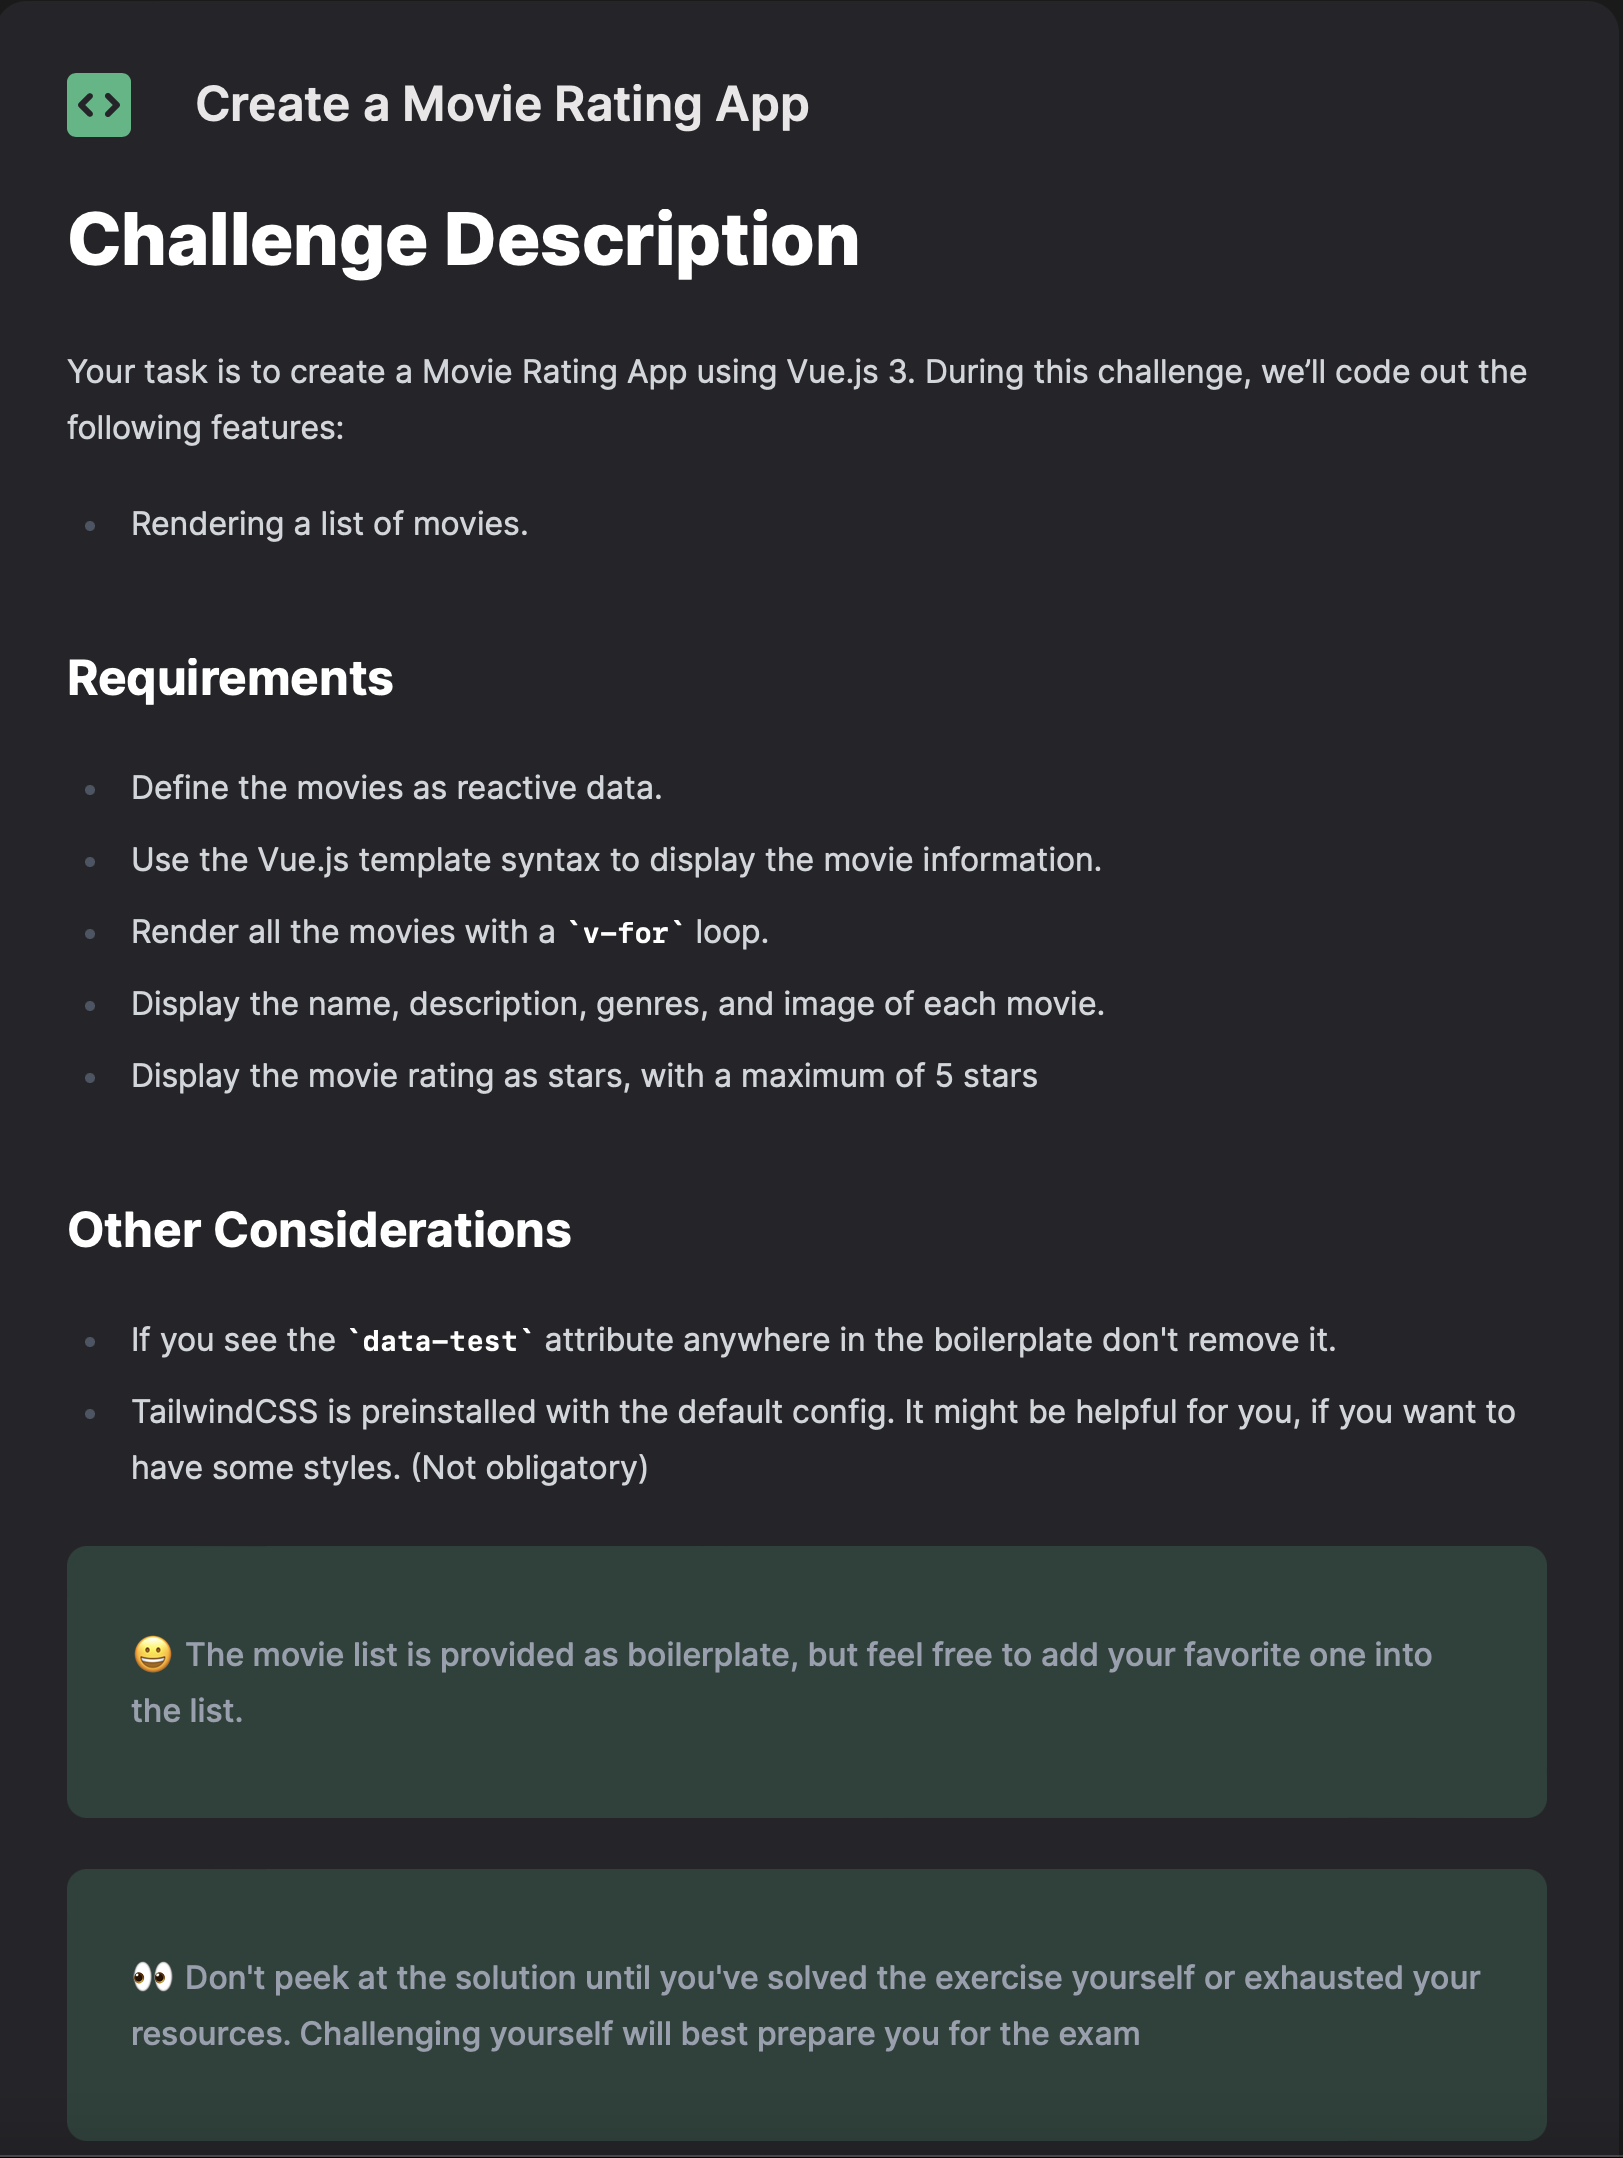 Create a Movie Rating App
Challenge Description
Your task is to create a Movie Rating App using Vue.js 3. During this challenge, we’ll code out the
following features:
• Rendering a list of movies.
Requirements
• Define the movies as reactive data.
• Use the Vue.js template syntax to display the movie information.
• Render all the movies with a `v-for` loop.
• Display the name, description, genres, and image of each movie.
• Display the movie rating as stars, with a maximum of 5 stars
Other Considerations
• If you see the `data-test` attribute anywhere in the boilerplate don't remove it.
• TailwindCSS is preinstalled with the default config. It might be helpful for you, if you want to
have some styles. (Not obligatory)
😀 The movie list is provided as boilerplate, but feel free to add your favorite one into
the list.
👀 Don't peek at the solution until you've solved the exercise yourself or exhausted your
resources. Challenging yourself will best prepare you for the exam